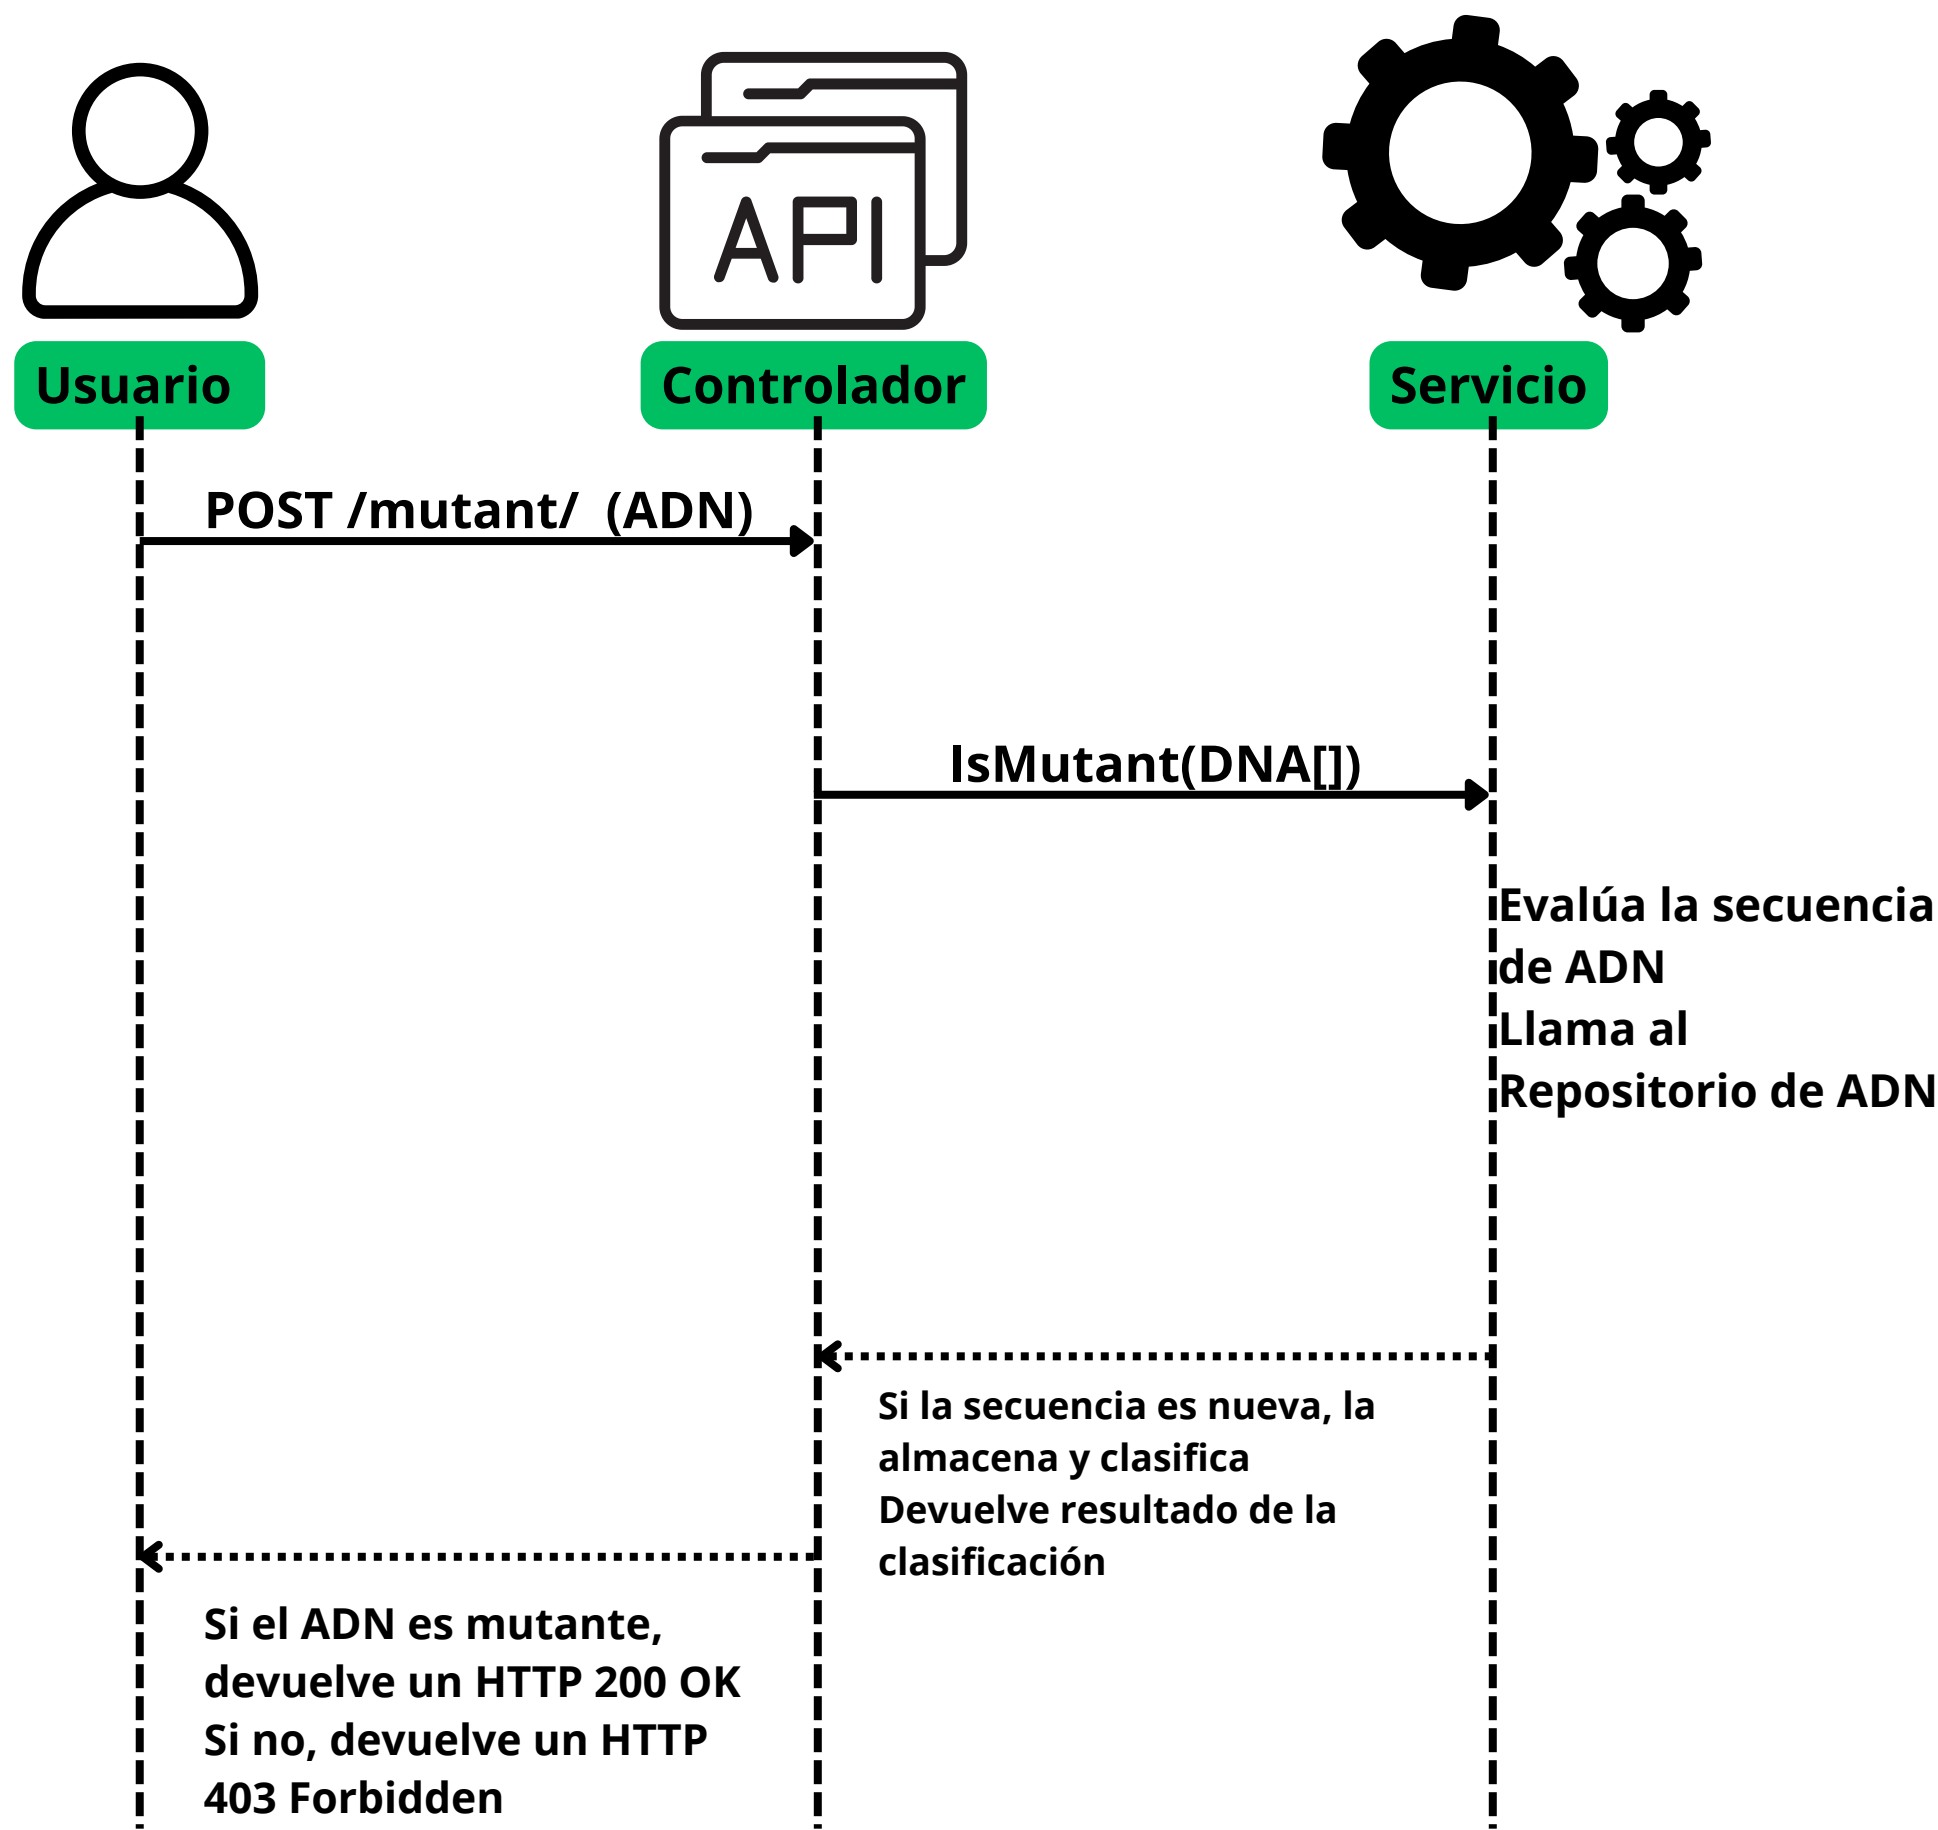 API
Usuario
Controlador
Servicio
POST /mutant/ (ADN)
IsMutant(DNA[])
Evalúa la secuencia
de ADN
Llama al
Repositorio de ADN
Si la secuencia es nueva, la
almacena y clasifica
Devuelve resultado de la
clasificación
Si el ADN es mutante,
devuelve un HTTP 200 OK
Si no, devuelve un HTTP
403 Forbidden